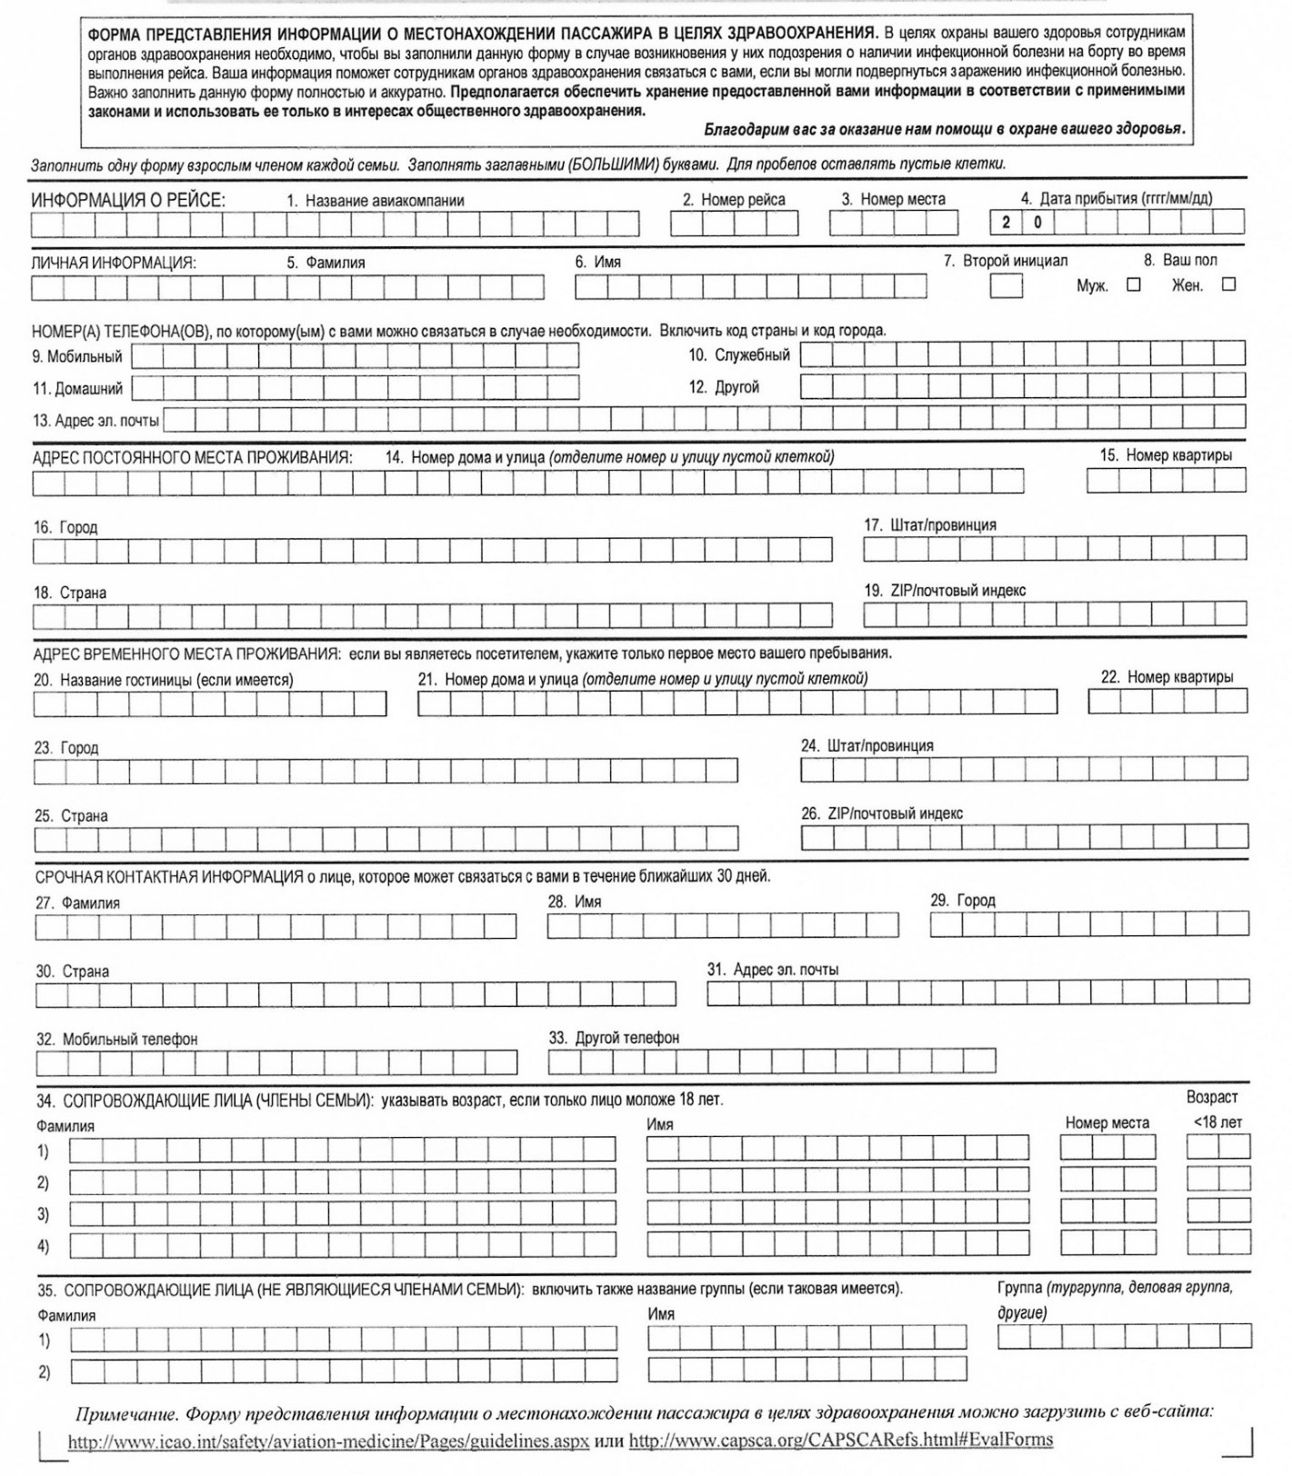 ФОРМА ПРЕДСТАВЛЕНИЯ ИНФОРМАЦИИ О МЕСТОНАХОЖДЕНИИ ПАССАЖИРА В ЦЕЛЯХ ЗДРАВООХРАНЕНИЯ. В целях охраны вашего здоровья сотрудникам
органов здравоохранения необходимо, чтобы вы заполнили данную форму в случае возникновения у них подозрения о наличии инфекционной болезни на борту во время
выполнения рейса. Ваша информация поможет сотрудникам органов здравоохранения связаться с вами, если вы могли подвергнуться заражению инфекционной болезнью.
Важно заполнить данную форму полностью и аккуратно. Предполагается обеспечить хранение предоставленной вами информации в соответствии с применимыми
законами и использовать ее только в интересах общественного здравоохранения.
Благодарим вас за оказание нам помощи в охране вашего здоровья.
Заполнить одну форму взрослым членом каждой семьи. Заполнять заглавными (БОЛЬШИМИ) буквами. Для пробелов оставлять пустые клетки.
ИНФОРМАЦИЯ О РЕЙСЕ: 1. Название авиакомпании 2. Номер рейса 3. Номер места 4. Дата прибытия (гггг/мм/дд)
2 0
ЛИЧНАЯ ИНФОРМАЦИЯ: 5. Фамилия 6. Имя 7. Второй инициал 8. Ваш пол
Муж. Жен.
НОМЕР(А) ТЕЛЕФОНА(ОВ), по которому(ым) с вами можно связаться в случае необходимости. Включить код страны и код города.
9. Мобильный 10. Служебный
11. Домашний 12. Другой
13. Адрес эл. почты
АДРЕС ПОСТОЯННОГО МЕСТА ПРОЖИВАНИЯ: 14. Номер дома и улица (отделите номер и улицу пустой клеткой) 15. Номер квартиры
16. Город 17. Штат/провинция
18. Страна 19. ZIP/почтовый индекс
АДРЕС ВРЕМЕННОГО МЕСТА ПРОЖИВАНИЯ: если вы являетесь посетителем, укажите только первое место вашего пребывания.
20. Название гостиницы (если имеется) 21. Номер дома и улица (отделите номер и улицу пустой клеткой) 22. Номер квартиры
23. Город 24. Штат/провинция
25. Страна 26. ZIP/почтовый индекс
СРОЧНАЯ КОНТАКТНАЯ ИНФОРМАЦИЯ о лице, которое может связаться с вами в течение ближайших 30 дней.
27. Фамилия 28. Имя 29. Город
30. Страна 31. Адрес эл. почты
32. Мобильный телефон 33. Другой телефон
34. СОПРОВОЖДАЮЩИЕ ЛИЦА (ЧЛЕНЫ СЕМЬИ): указывать возраст, если только лицо моложе 18 лет. Возраст
Фамилия Имя Номер места <18 лет
1)
2)
3)
4)
35. СОПРОВОЖДАЮЩИЕ ЛИЦА (НЕ ЯВЛЯЮЩИЕСЯ ЧЛЕНАМИ СЕМЬИ): включить также название группы (если таковая имеется). Группа (тургруппа, деловая группа,
Фамилия Имя другие)
1)
2)
Примечание. Форму представления информации о местонахождении пассажира в целях здравоохранения можно загрузить с веб-сайта:
http://www.icao.int/safety/aviation-medicine/Pages/guidelines.aspx или http://www.capsca.org/CAPSCARefs.html#EvalForms